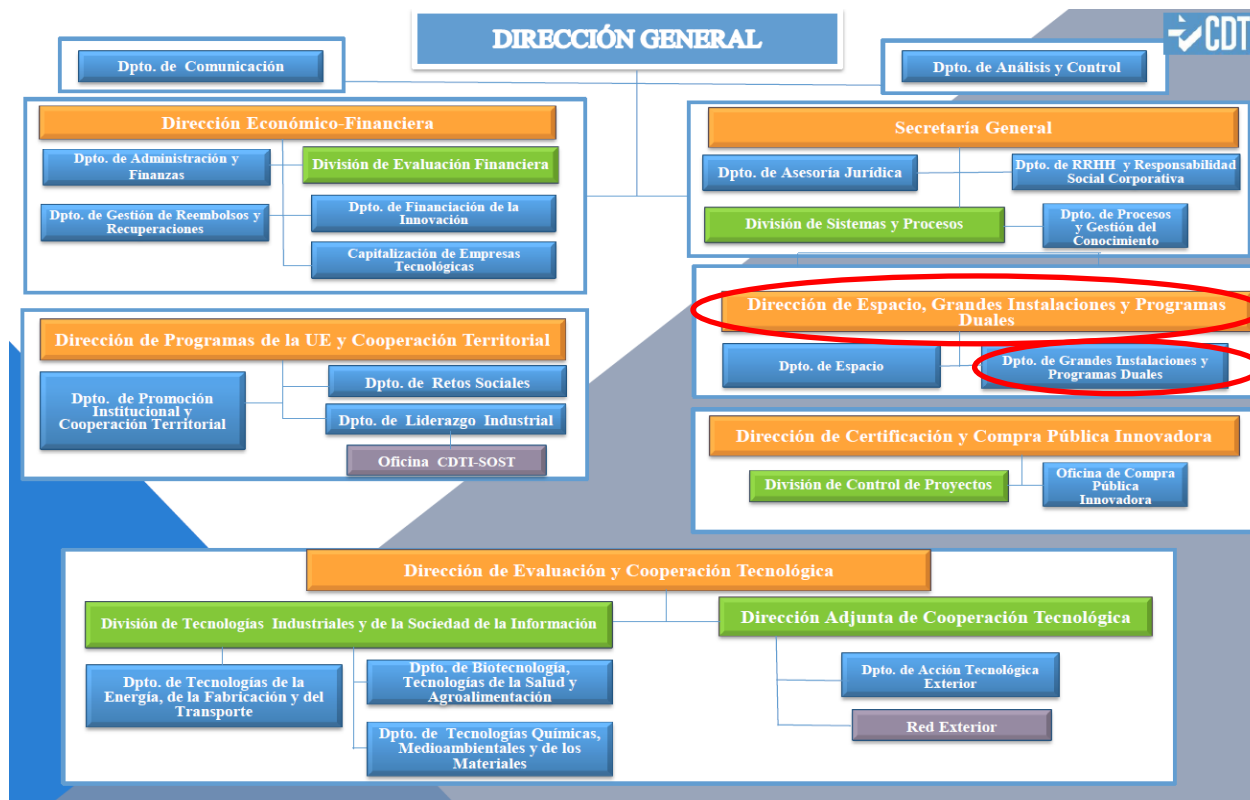 DIRECCIÓN GENERAL
CDTI
Dpto. de Comunicación
Dpto. de Análisis y Control
Dirección Económico-Financiera
Dpto. de Administración y
Finanzas
División de Evaluación Financiera
Dpto. de Gestión de Reembolsos y
Recuperaciones
Dpto. de Financiación de la
Innovación
Capitalización de Empresas
Tecnológicas
Secretaría General
Dpto. de Asesoría Jurídica
Dpto. de RRHH y Responsabilidad
Social Corporativa
División de Sistemas y Procesos
Dpto. de Procesos
y Gestión del
Conocimiento
Dirección de Programas de la UE y Cooperación Territorial
Dpto. de Promoción
Institucional y
Cooperación Territorial
Dpto. de Retos Sociales
Dpto. de Liderazgo Industrial
Oficina CDTI-SOST
Dirección de Espacio, Grandes Instalaciones y Programas
Duales
Dpto. de Espacio
Dpto. de Grandes Instalaciones y
Programas Duales
Dirección de Certificación y Compra Pública Innovadora
División de Control de Proyectos
Oficina de Compra
Pública
Innovadora
Dirección de Evaluación y Cooperación Tecnológica
División de Tecnologías Industriales y de la Sociedad de la Información
Dpto. de Tecnologías de la
Energía, de la Fabricación y del
Transporte
Dpto. de Biotecnología,
Tecnologías de la Salud y
Agroalimentación
Dpto. de Tecnologías Químicas,
Medioambientales y de los
Materiales
Dirección Adjunta de Cooperación Tecnológica
Dpto. de Acción Tecnológica
Exterior
Red Exterior